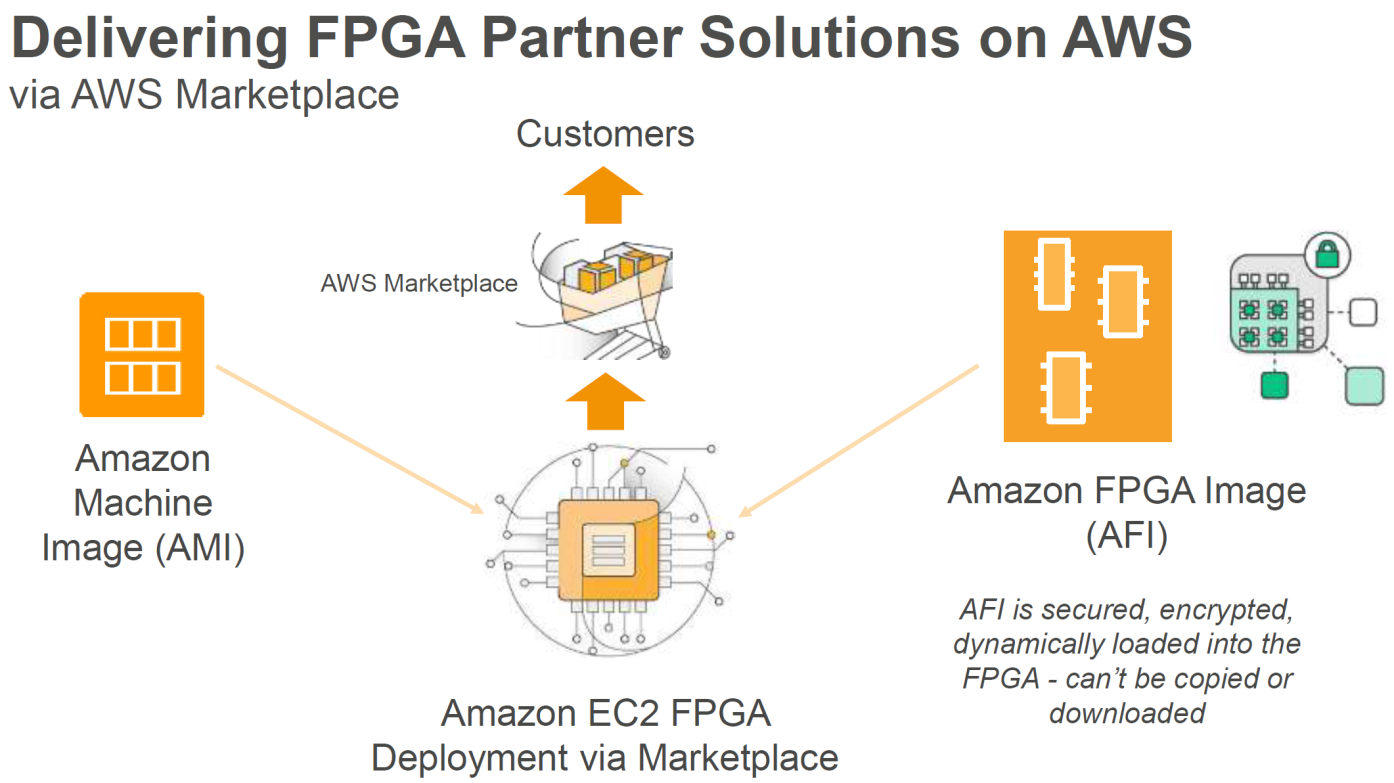 Delivering FPGA Partner Solutions on AWS
via AWS Marketplace
Customers
AWS Marketplace
Amazon
Machine
Image (AMI)
Amazon FPGA Image
(AFI)
AFI is secured, encrypted,
dynamically loaded into the
FPGA - can't be copied or
downloaded
Amazon EC2 FPGA
Deployment via Marketplace